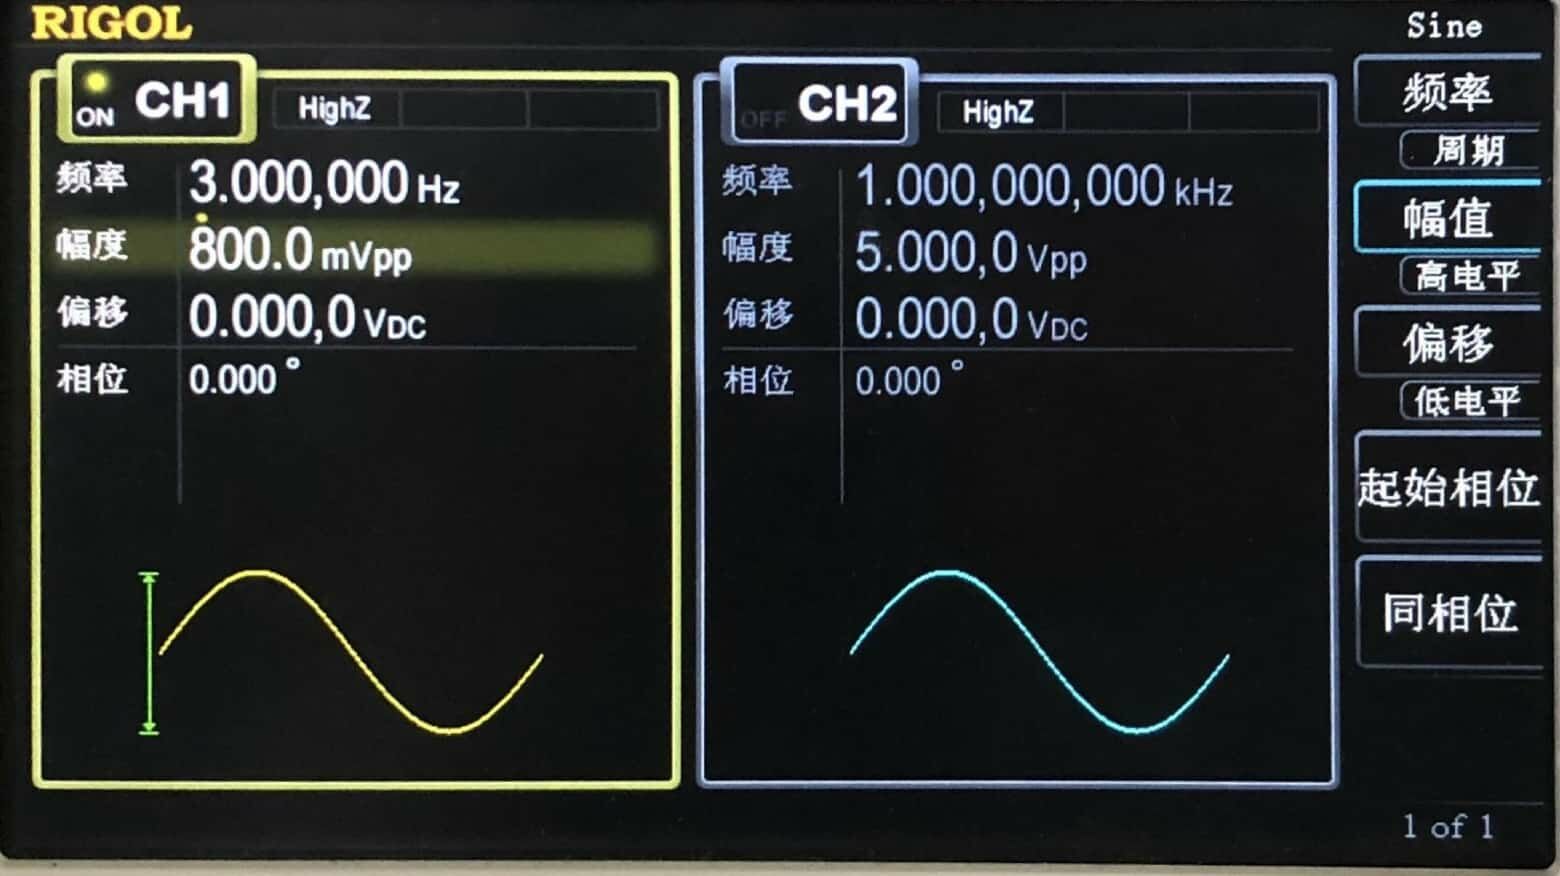 RIGOL
Sine
ON CH1 HighZ
频率 3.000,000 Hz
幅度 800.0 mVpp
偏移 0.000,0 VDC
相位 0.000 °
OFF CH2 HighZ
频率 1.000,000,000 kHz
幅度 5.000,0 Vpp
偏移 0.000,0 VDC
相位 0.000 °
频率
周期
幅值
高电平
偏移
低电平
起始相位
同相位
1 of 1